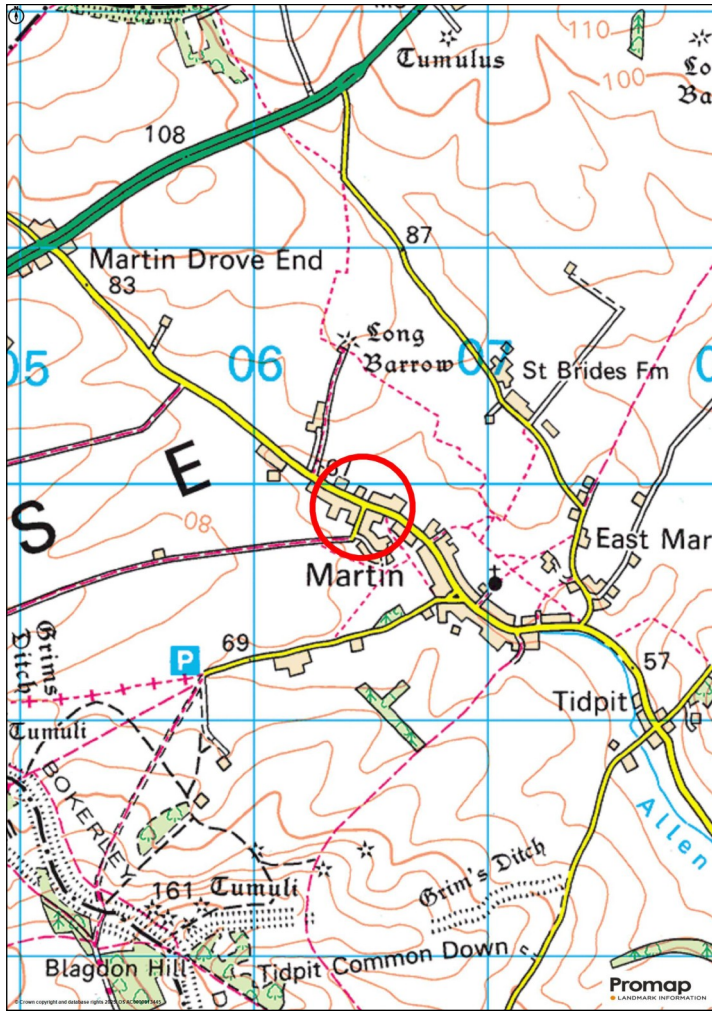 110
Tumulus
100
108
87
Martin Drove End
83
Long
Barrow
05
06
07
St Brides Fm
E
S
80
East Mar
Martin
P
69
57
Grims
Ditch
Tidpit
Tumuli
BOKERLEY
Allen
161
Tumuli
Grim's Ditch
Blagdon Hill
Tidpit Common Down
D
Promap
LANDMARK INFORMATION